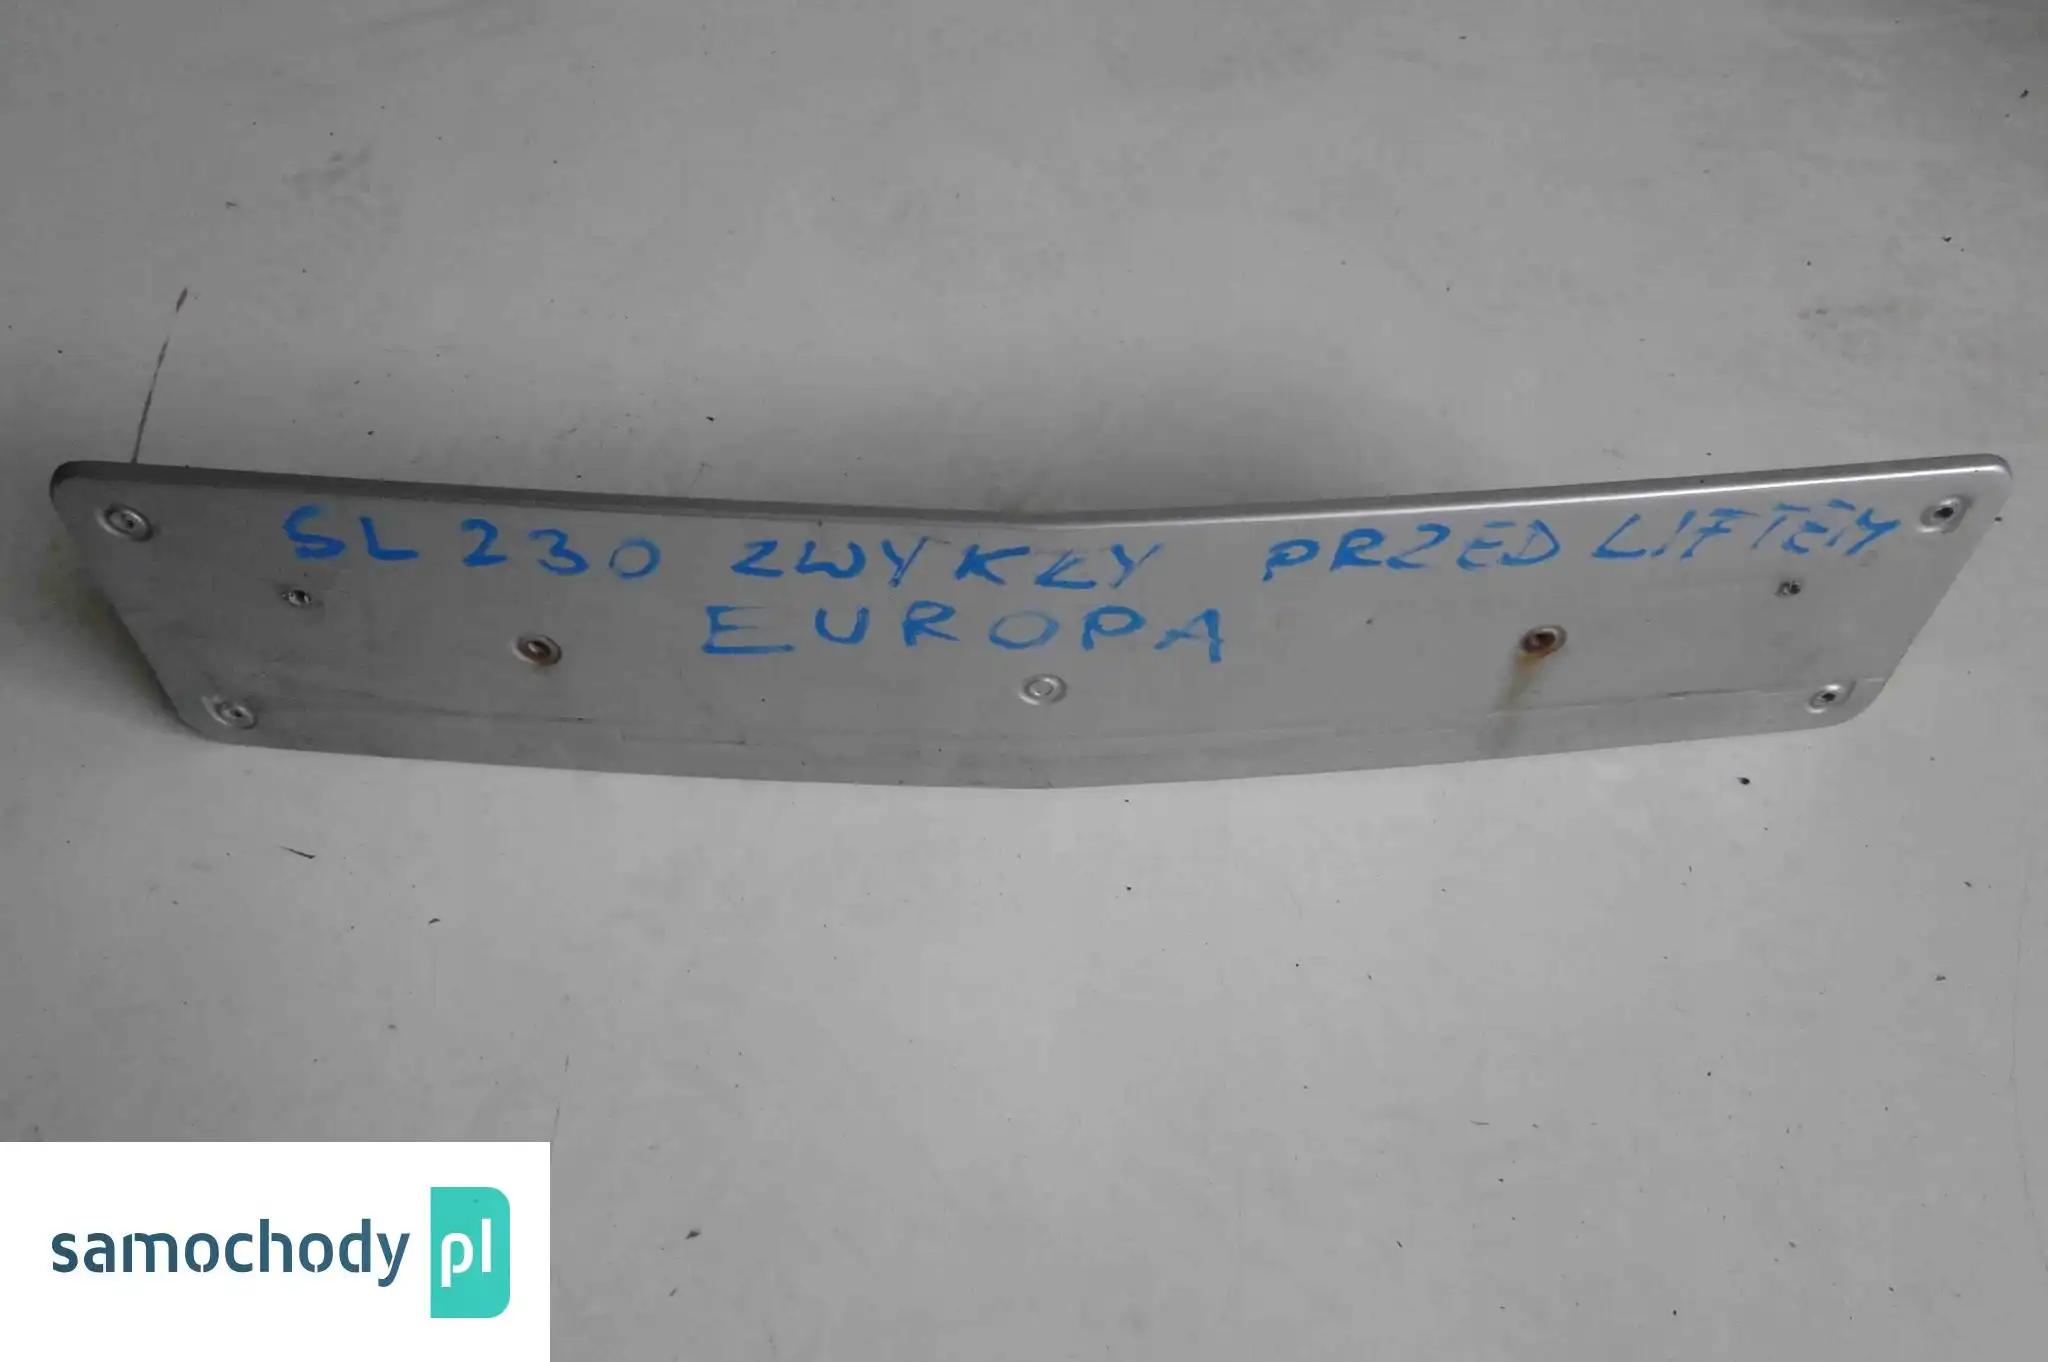 SL 230 ZWYKŁY PRZED LIFTEM
EUROPA
samochody pl